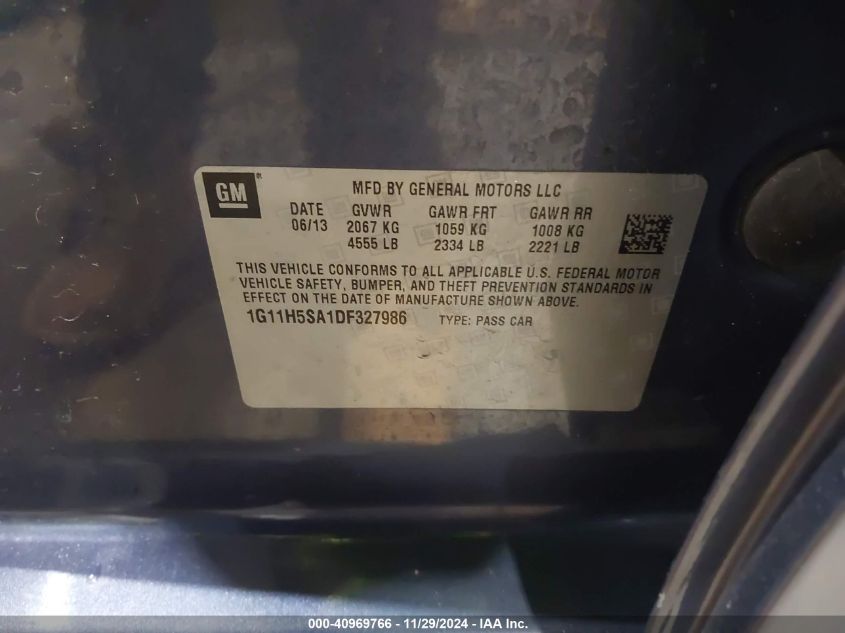 GM
MFD BY GENERAL MOTORS LLC
DATE GVWR GAWR FRT GAWR RR
06/13 2067 KG 1059 KG 1008 KG
4555 LB 2334 LB 2221 LB
THIS VEHICLE CONFORMS TO ALL APPLICABLE U.S. FEDERAL MOTOR
VEHICLE SAFETY, BUMPER, AND THEFT PREVENTION STANDARDS IN
EFFECT ON THE DATE OF MANUFACTURE SHOWN ABOVE.
1G11H5SA1DF327986 TYPE: PASS CAR
000-40969766 - 11/29/2024 - IAA Inc.